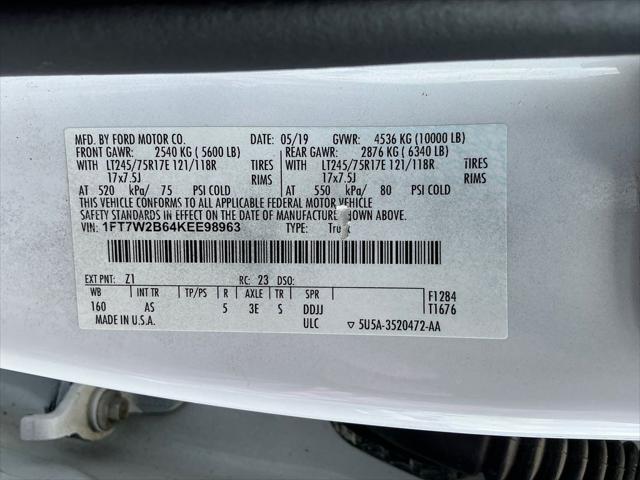 MFD. BY FORD MOTOR CO. DATE: 05/19 GVWR: 4536 KG (10000 LB)
FRONT GAWR: 2540 KG ( 5600 LB) REAR GAWR: 2876 KG ( 6340 LB)
WITH LT245/75R17E 121/118R TIRES WITH LT245/75R17E 121/118R TIRES
17x7.5J RIMS 17x7.5J RIMS
AT 520 kPa/ 75 PSI COLD AT 550 kPa/ 80 PSI COLD
THIS VEHICLE CONFORMS TO ALL APPLICABLE FEDERAL MOTOR VEHICLE
SAFETY STANDARDS IN EFFECT ON THE DATE OF MANUFACTURE SHOWN ABOVE.
VIN: 1FT7W2B64KEE98963 TYPE: Truck
EXT PNT: Z1 RC: 23 DSO:
WB INT TR TP/PS R AXLE TR SPR F1284
160 AS 5 3E S DDJJ T1676
MADE IN U.S.A. ULC 5U5A-3520472-AA